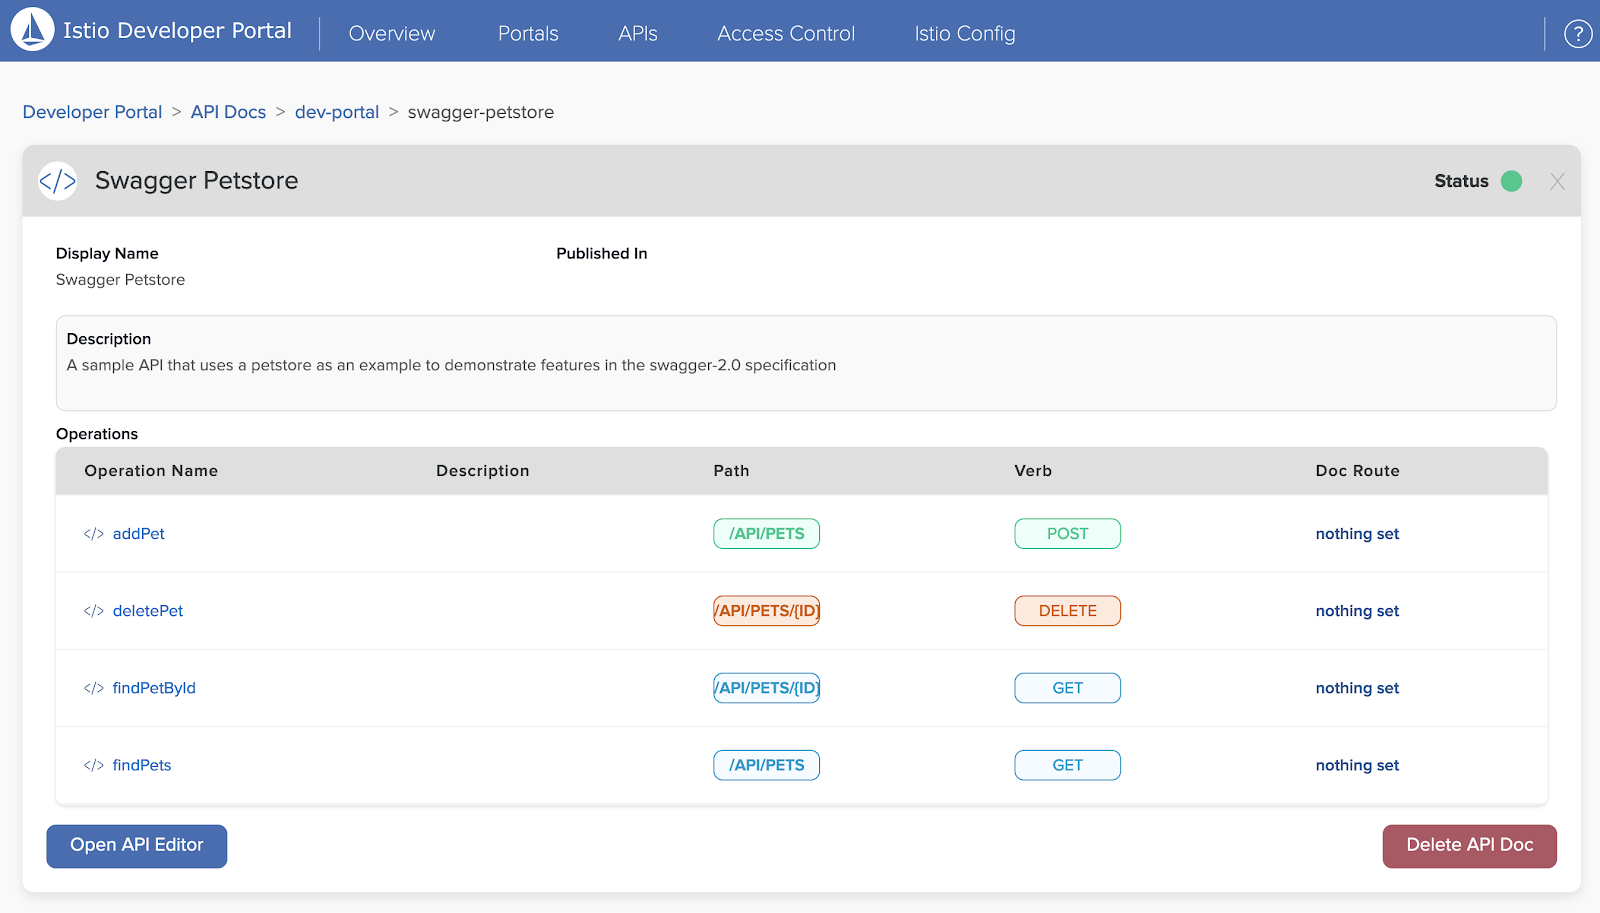 Istio Developer Portal Overview Portals APIs Access Control Istio Config ?
Developer Portal > API Docs > dev-portal > swagger-petstore
</> Swagger Petstore Status X
Display Name Published In
Swagger Petstore
Description
A sample API that uses a petstore as an example to demonstrate features in the swagger-2.0 specification
Operations
Operation Name Description Path Verb Doc Route
</> addPet /API/PETS POST nothing set
</> deletePet /API/PETS/{ID} DELETE nothing set
</> findPetById /API/PETS/{ID} GET nothing set
</> findPets /API/PETS GET nothing set
Open API Editor Delete API Doc